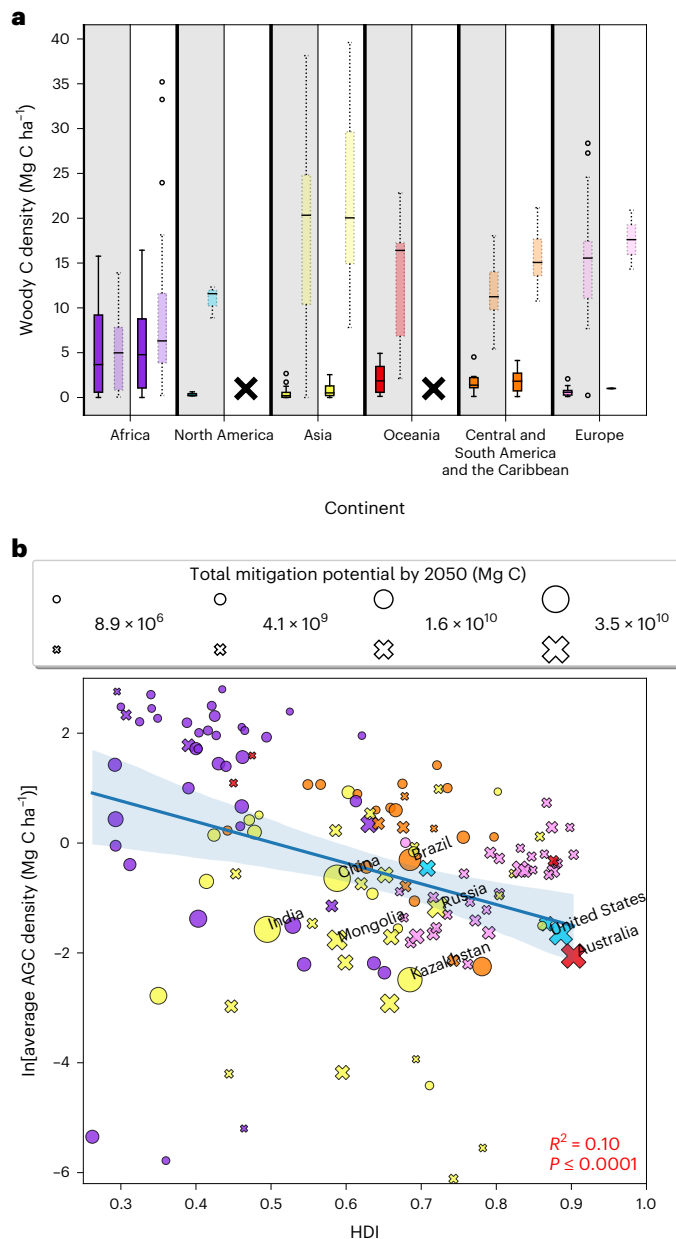 a
40
35
30
25
20
15
10
5
0
Woody C density (Mg C ha⁻¹)
Africa
North America
Asia
Oceania
Central and
South America
and the Caribbean
Europe
Continent
b
Total mitigation potential by 2050 (Mg C)
8.9 × 10⁶
4.1 × 10⁹
1.6 × 10¹⁰
3.5 × 10¹⁰
2
0
−2
−4
−6
ln[average AGC density (Mg C ha⁻¹)]
China
Brazil
India
Mongolia
Russia
Kazakhstan
United States
Australia
R² = 0.10
P ≤ 0.0001
0.3
0.4
0.5
0.6
0.7
0.8
0.9
1.0
HDI